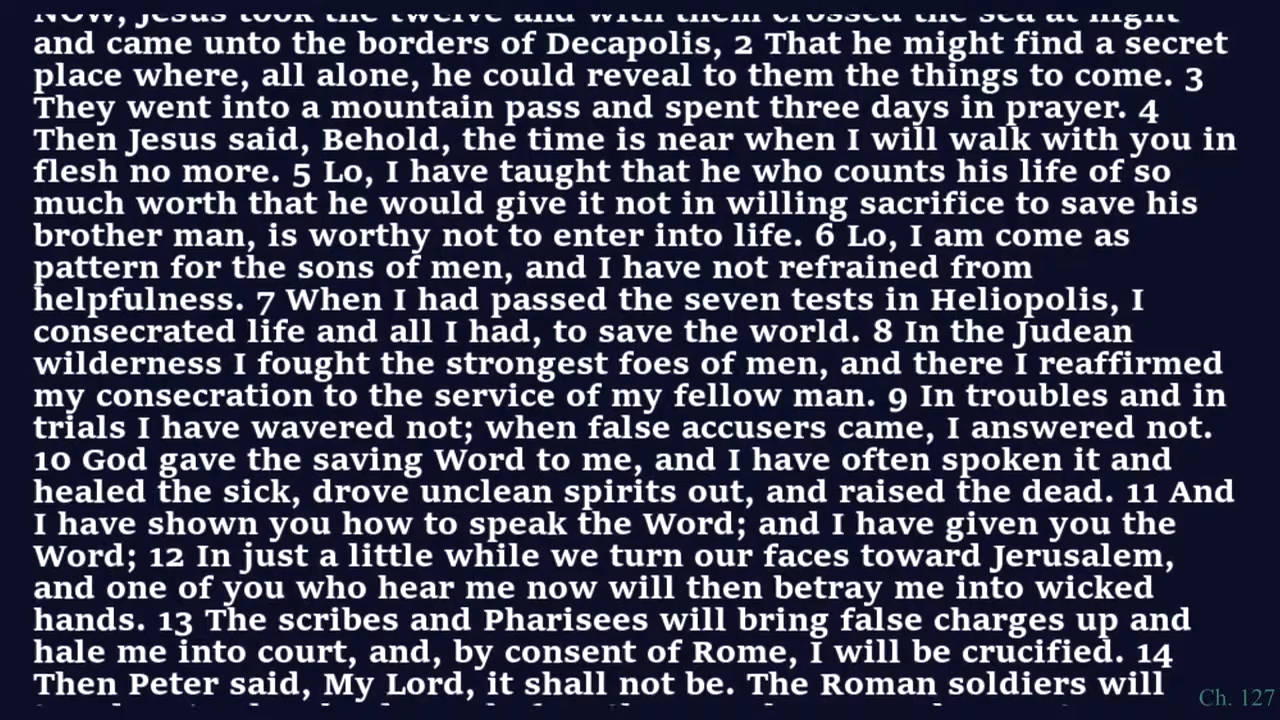 NOW, Jesus took the twelve and with them crossed the sea at night
and came unto the borders of Decapolis, 2 That he might find a secret
place where, all alone, he could reveal to them the things to come. 3
They went into a mountain pass and spent three days in prayer. 4
Then Jesus said, Behold, the time is near when I will walk with you in
flesh no more. 5 Lo, I have taught that he who counts his life of so
much worth that he would give it not in willing sacrifice to save his
brother man, is worthy not to enter into life. 6 Lo, I am come as
pattern for the sons of men, and I have not refrained from
helpfulness. 7 When I had passed the seven tests in Heliopolis, I
consecrated life and all I had, to save the world. 8 In the Judean
wilderness I fought the strongest foes of men, and there I reaffirmed
my consecration to the service of my fellow man. 9 In troubles and in
trials I have wavered not; when false accusers came, I answered not.
10 God gave the saving Word to me, and I have often spoken it and
healed the sick, drove unclean spirits out, and raised the dead. 11 And
I have shown you how to speak the Word; and I have given you the
Word; 12 In just a little while we turn our faces toward Jerusalem,
and one of you who hear me now will then betray me into wicked
hands. 13 The scribes and Pharisees will bring false charges up and
hale me into court, and, by consent of Rome, I will be crucified. 14
Then Peter said, My Lord, it shall not be. The Roman soldiers will
Ch. 127